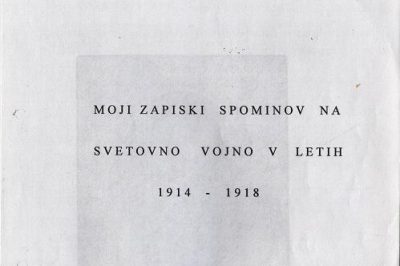 MOJI ZAPISKI SPOMINOV NA
SVETOVNO VOJNO V LETIH
1914 - 1918